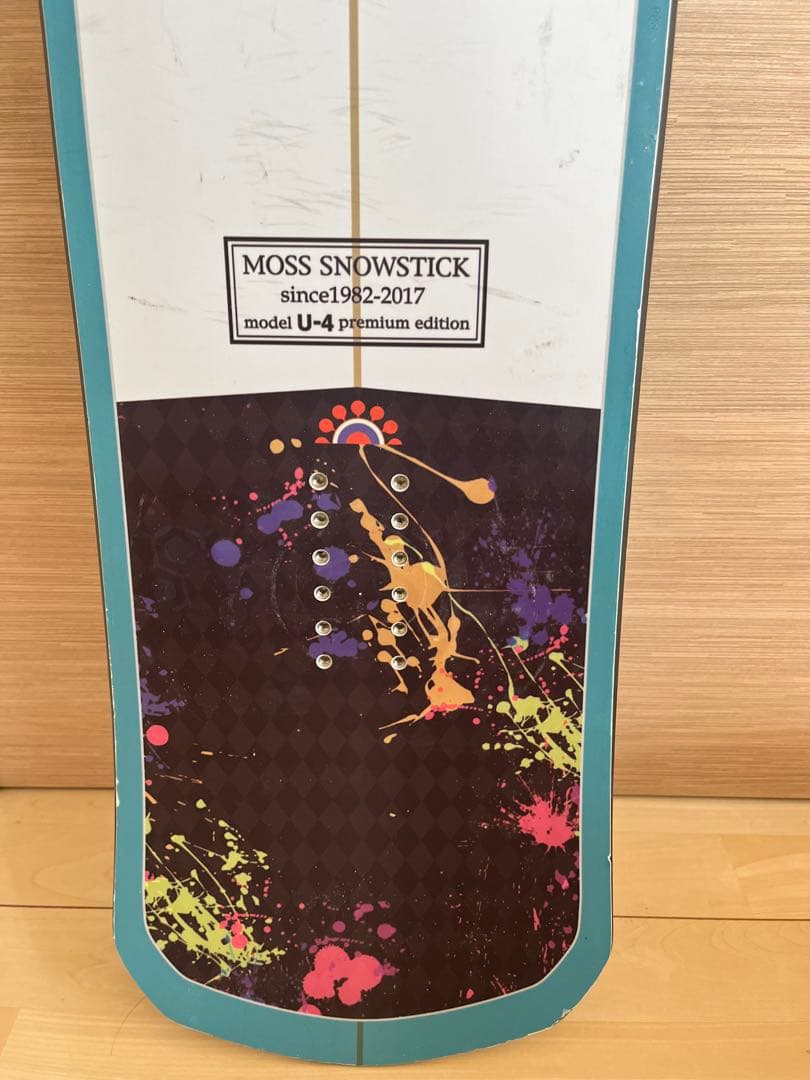 MOSS SNOWSTICK
since1982-2017
model U-4 premium edition